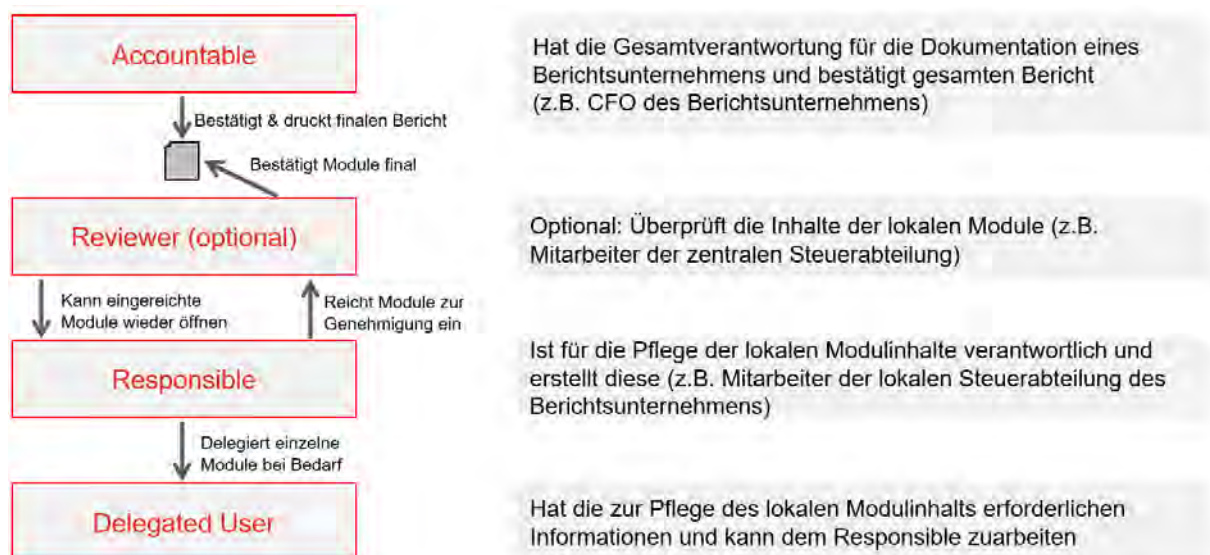 Accountable
Hat die Gesamtverantwortung für die Dokumentation eines
Berichtsunternehmens und bestätigt gesamten Bericht
(z.B. CFO des Berichtsunternehmens)
Bestätigt & druckt finalen Bericht
Bestätigt Module final
Reviewer (optional)
Optional: Überprüft die Inhalte der lokalen Module (z.B.
Mitarbeiter der zentralen Steuerabteilung)
Kann eingereichte
Module wieder öffnen
Reicht Module zur
Genehmigung ein
Responsible
Ist für die Pflege der lokalen Modulinhalte verantwortlich und
erstellt diese (z.B. Mitarbeiter der lokalen Steuerabteilung des
Berichtsunternehmens)
Delegiert einzelne
Module bei Bedarf
Delegated User
Hat die zur Pflege des lokalen Modulinhalts erforderlichen
Informationen und kann dem Responsible zuarbeiten